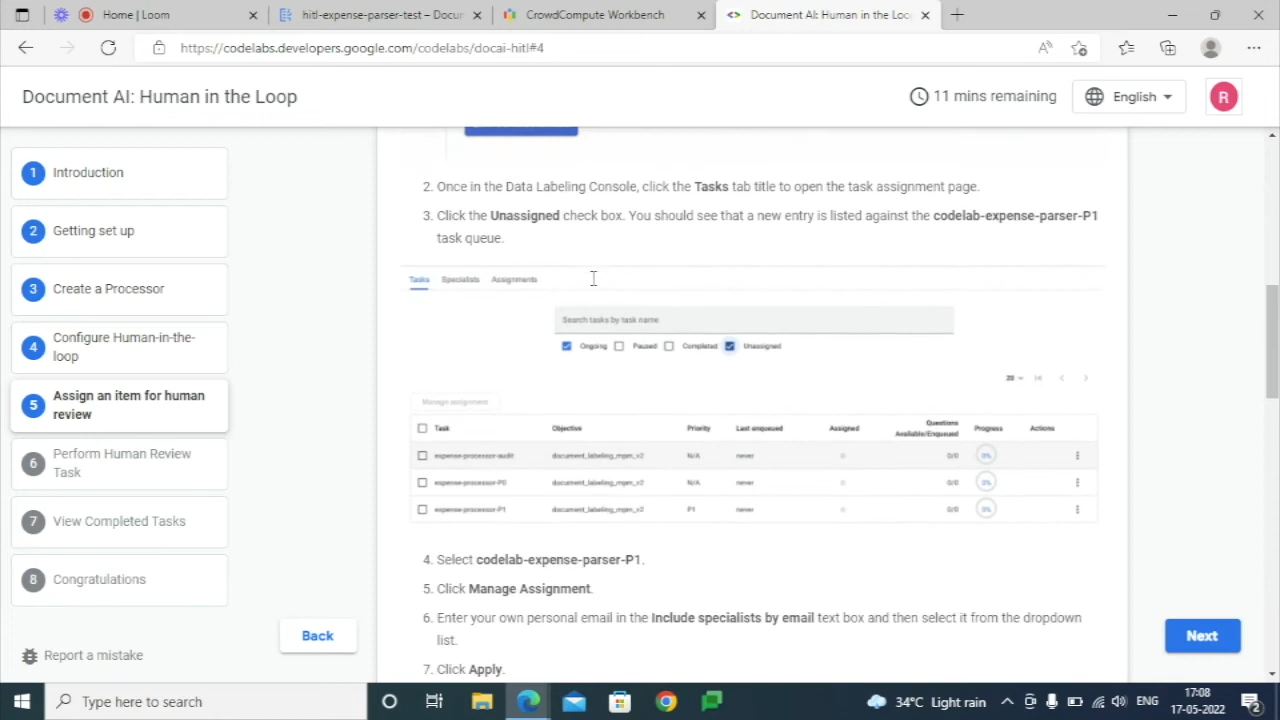 Home | Loom
hitl-expense-parser-test – Docum
CrowdCompute Workbench
Document AI: Human in the Loo
https://codelabs.developers.google.com/codelabs/docai-hitl#4
Document AI: Human in the Loop
11 mins remaining
English
R
1 Introduction
2 Getting set up
3 Create a Processor
4 Configure Human-in-the-
Assign an item for human
review
6 Perform Human Review
Task
7 View Completed Tasks
8 Congratulations
Report a mistake
Back
2. Once in the Data Labeling Console, click the Tasks tab title to open the task assignment page.
3. Click the Unassigned check box. You should see that a new entry is listed against the codelab-expense-parser-P1
task queue.
Tasks Specialists Assignments
Search tasks by task name
Ongoing Paused Completed Unassigned
20
Manage assignment
Task Objective Priority Last enqueued Assigned Questions Available/Enqueued Progress Actions
expense-processor-audit document_labeling_mpm_v2 N/A never 0 0/0 0%
expense-processor-P0 document_labeling_mpm_v2 N/A never 0 0/0 0%
expense-processor-P1 document_labeling_mpm_v2 P1 never 0 0/0 0%
4. Select codelab-expense-parser-P1.
5. Click Manage Assignment.
6. Enter your own personal email in the Include specialists by email text box and then select it from the dropdown
list.
7. Click Apply.
Next
Type here to search
34°C Light rain
ENG
17:08
17-05-2022
2